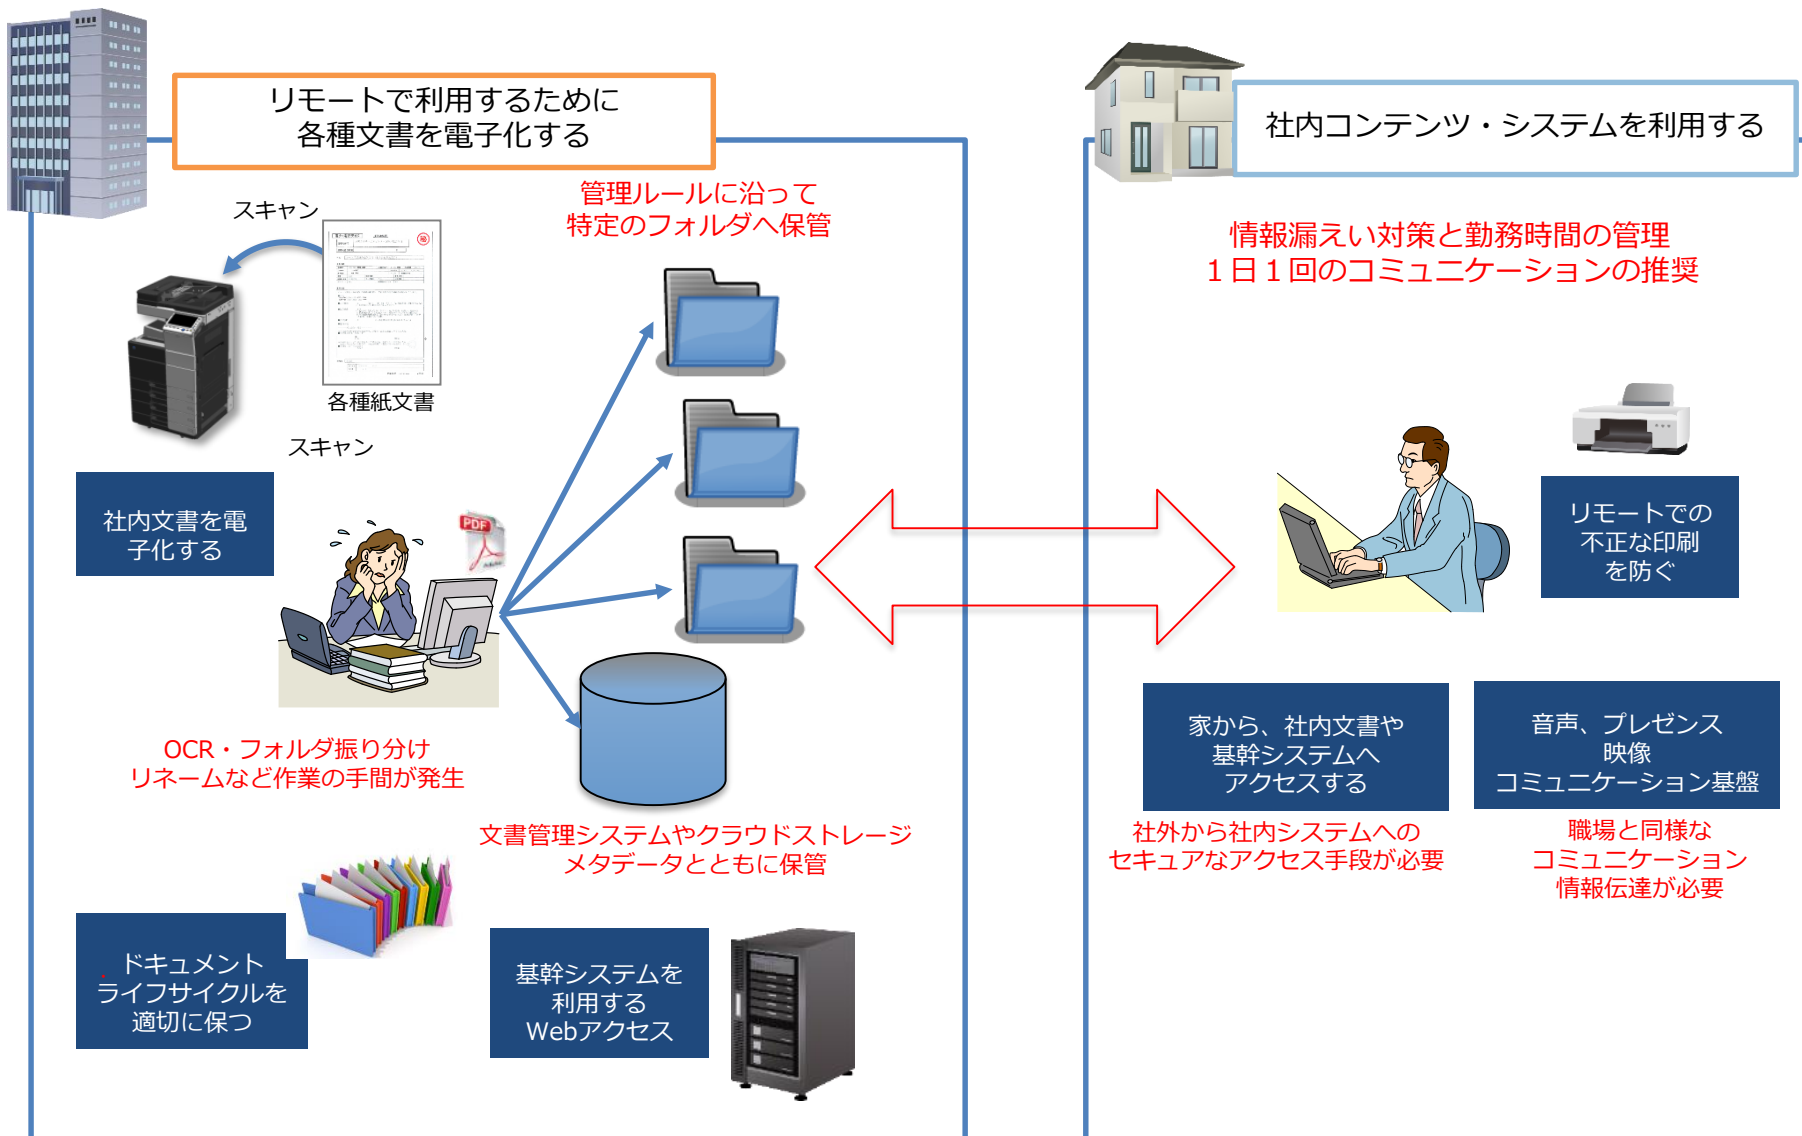 リモートで利用するために
各種文書を電子化する
スキャン
秘
各種紙文書
スキャン
社内文書を電
子化する
PDF
管理ルールに沿って
特定のフォルダへ保管
OCR・フォルダ振り分け
リネームなど作業の手間が発生
文書管理システムやクラウドストレージ
メタデータとともに保管
ドキュメント
ライフサイクルを
適切に保つ
基幹システムを
利用する
Webアクセス
社内コンテンツ・システムを利用する
情報漏えい対策と勤務時間の管理
１日１回のコミュニケーションの推奨
リモートでの
不正な印刷
を防ぐ
家から、社内文書や
基幹システムへ
アクセスする
社外から社内システムへの
セキュアなアクセス手段が必要
音声、プレゼンス
映像
コミュニケーション基盤
職場と同様な
コミュニケーション
情報伝達が必要